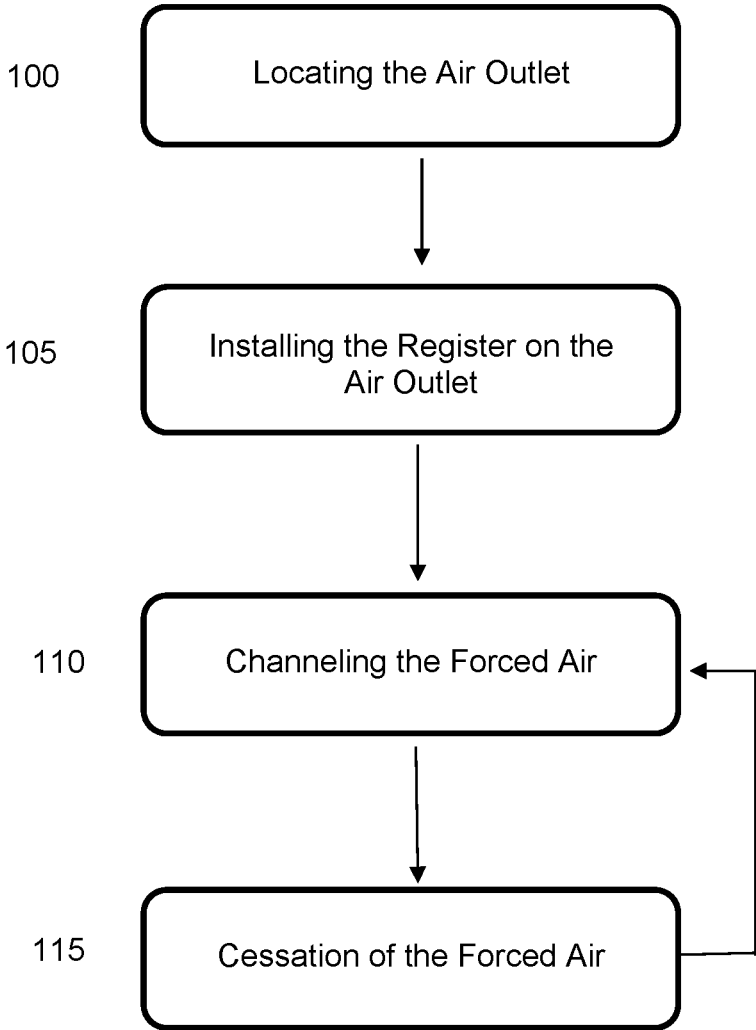 100
Locating the Air Outlet
105
Installing the Register on the
Air Outlet
110
Channeling the Forced Air
115
Cessation of the Forced Air